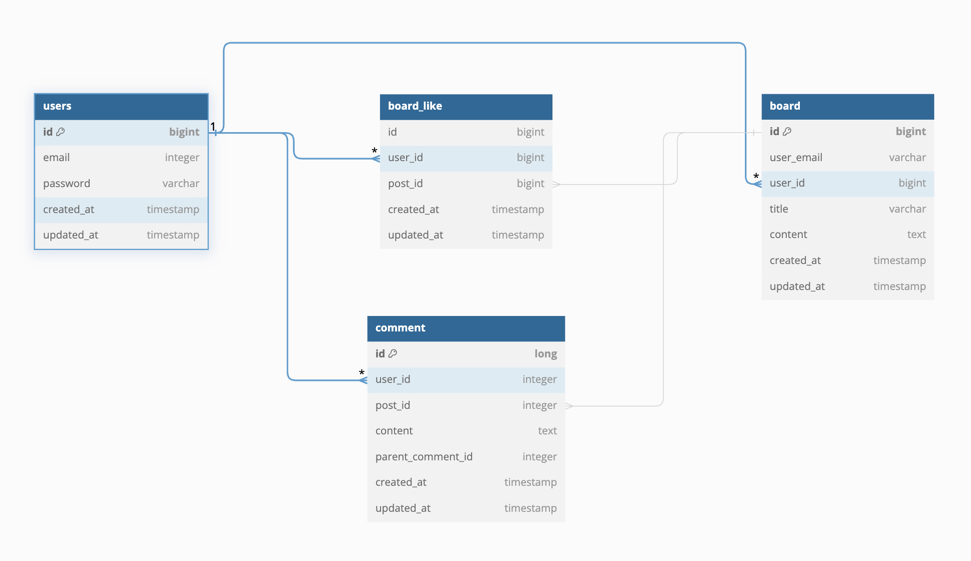 users
id bigint
email integer
password varchar
created_at timestamp
updated_at timestamp
1
board_like
id bigint
* user_id bigint
post_id bigint
created_at timestamp
updated_at timestamp
board
id bigint
user_email varchar
* user_id bigint
title varchar
content text
created_at timestamp
updated_at timestamp
comment
id long
* user_id integer
post_id integer
content text
parent_comment_id integer
created_at timestamp
updated_at timestamp